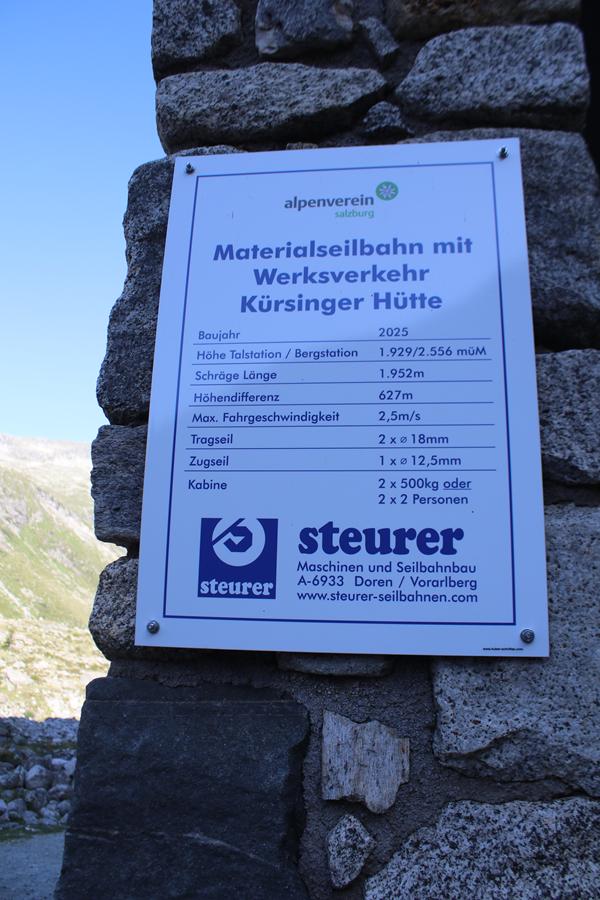 alpenverein
salzburg
Materialseilbahn mit
Werksverkehr
Kürsinger Hütte
Baujahr 2025
Höhe Talstation / Bergstation 1.929/2.556 müM
Schräge Länge 1.952m
Höhendifferenz 627m
Max. Fahrgeschwindigkeit 2,5m/s
Tragseil 2 x ⌀ 18mm
Zugseil 1 x ⌀ 12,5mm
Kabine 2 x 500kg oder
2 x 2 Personen
steurer
steurer
Maschinen und Seilbahnbau
A-6933 Doren / Vorarlberg
www.steurer-seilbahnen.com